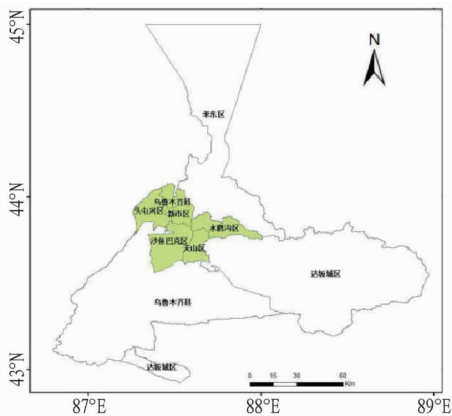 45°N
N
米东区
44°N
乌鲁木齐县
头屯河区
新市区
水磨沟区
沙依巴克区
天山区
达坂城区
乌鲁木齐县
达坂城区
43°N
0 15 30 60
Km
87°E 88°E 89°E